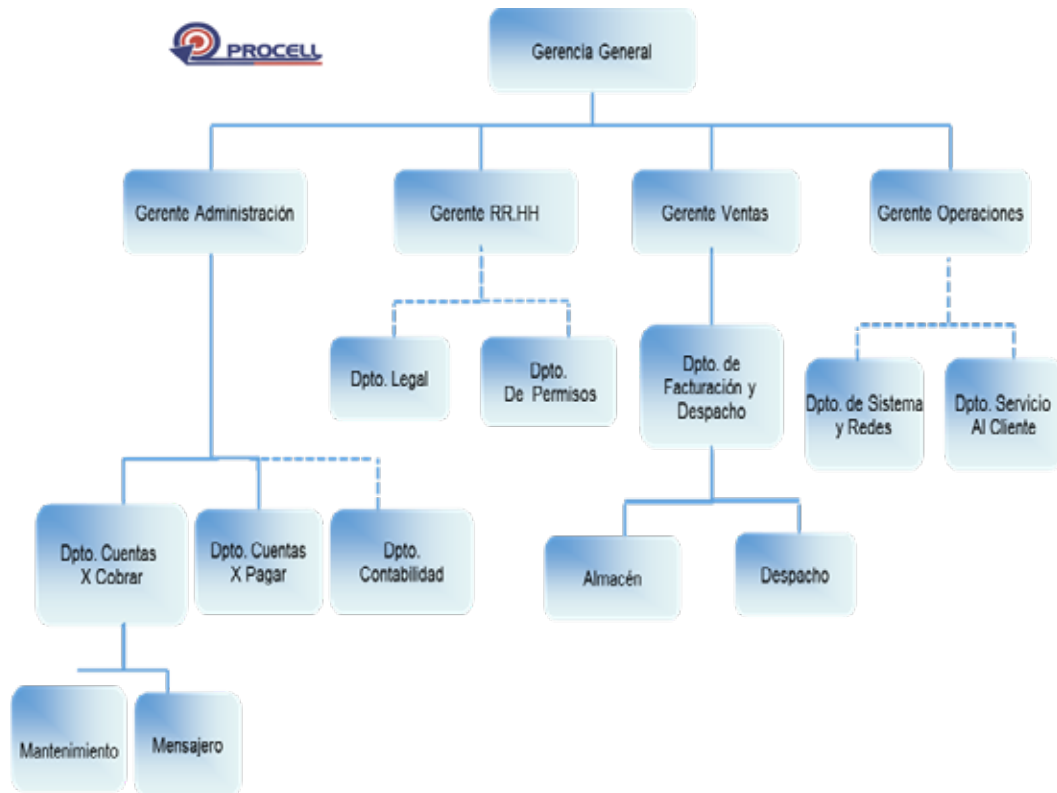 PROCELL
Gerencia General
Gerente Administración
Gerente RR.HH
Gerente Ventas
Gerente Operaciones
Dpto. Legal
Dpto.
De Permisos
Dpto. de
Facturación y
Despacho
Dpto. de Sistema
y Redes
Dpto. Servicio
Al Cliente
Dpto. Cuentas
X Cobrar
Dpto. Cuentas
X Pagar
Dpto.
Contabilidad
Almacén
Despacho
Mantenimiento
Mensajero